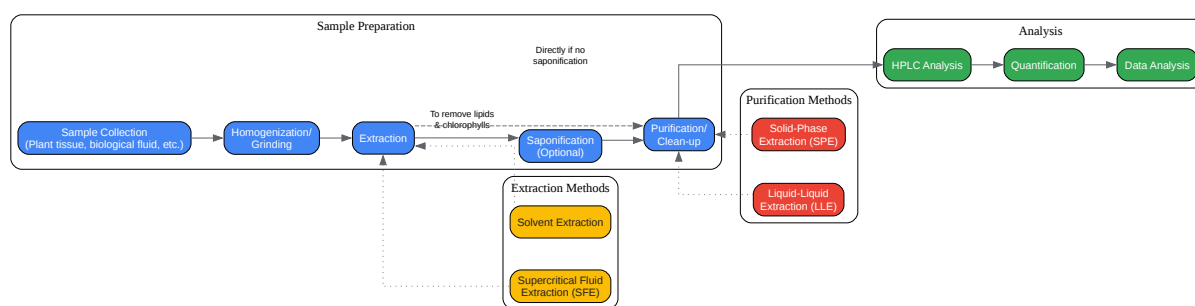 Sample Preparation
Directly if no
saponification
To remove lipids
& chlorophylls
Sample Collection
(Plant tissue, biological fluid, etc.)
Homogenization/
Grinding
Extraction
Saponification
(Optional)
Purification/
Clean-up
Extraction Methods
Solvent Extraction
Supercritical Fluid
Extraction (SFE)
Purification Methods
Solid-Phase
Extraction (SPE)
Liquid-Liquid
Extraction (LLE)
Analysis
HPLC Analysis
Quantification
Data Analysis